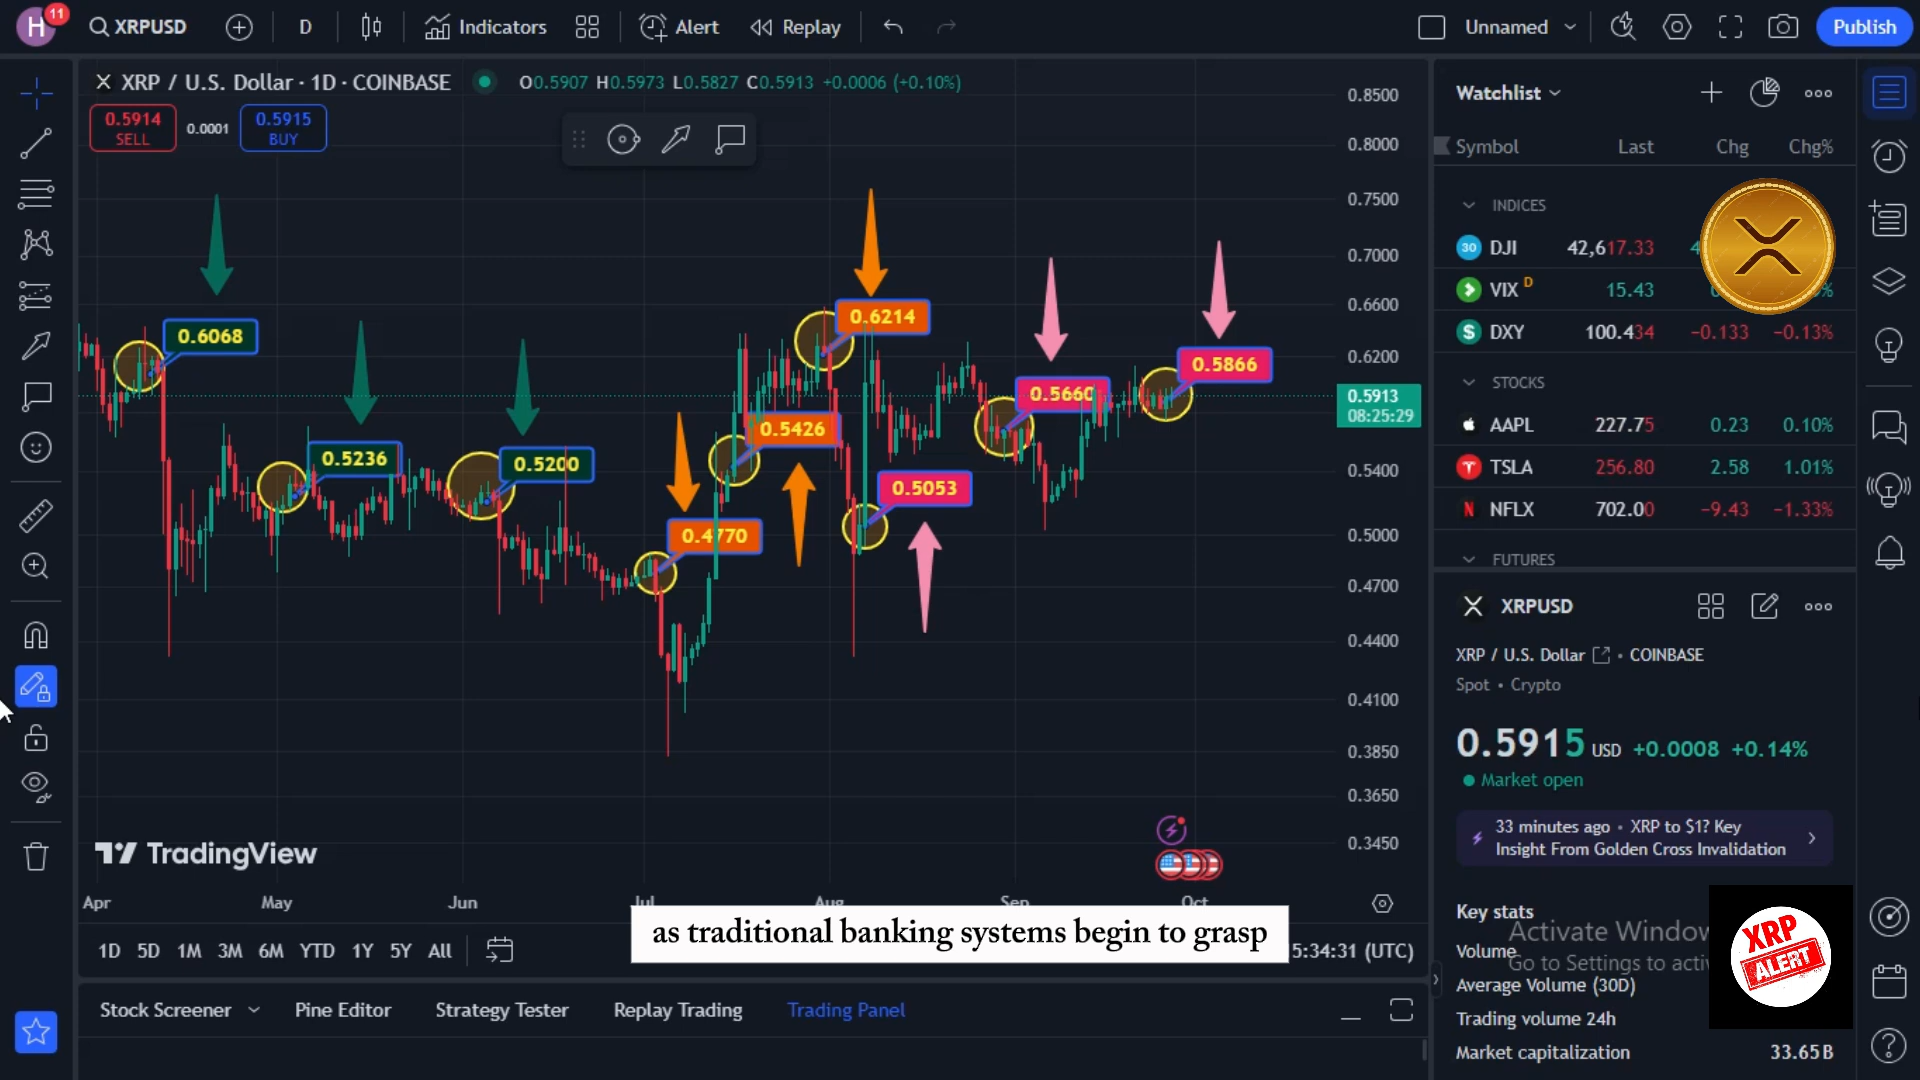 H 11 XRPUSD D Indicators Alert Replay Unnamed Publish
XRP / U.S. Dollar · 1D · COINBASE O0.5907 H0.5973 L0.5827 C0.5913 +0.0006 (+0.10%)
0.5914 SELL 0.0001 0.5915 BUY
0.8500
0.8000
0.7500
0.7000
0.6600
0.6200
0.5913
08:25:29
0.5400
0.5000
0.4700
0.4400
0.4100
0.3850
0.3650
0.3450
0.6068
0.5236
0.5200
0.4770
0.5426
0.6214
0.5053
0.5660
0.5866
TradingView
Apr May Jun Jul Aug Sep Oct
as traditional banking systems begin to grasp
1D 5D 1M 3M 6M YTD 1Y 5Y All 5:34:31 (UTC)
Stock Screener Pine Editor Strategy Tester Replay Trading Trading Panel
Watchlist
Symbol Last Chg Chg%
INDICES
30 DJI 42,617.33
VIX D 15.43
DXY 100.434 −0.133 −0.13%
STOCKS
AAPL 227.75 0.23 0.10%
TSLA 256.80 2.58 1.01%
NFLX 702.00 −9.43 −1.33%
FUTURES
XRPUSD
XRP / U.S. Dollar • COINBASE
Spot • Crypto
0.5915 USD +0.0008 +0.14%
Market open
33 minutes ago • XRP to $1? Key
Insight From Golden Cross Invalidation
Key stats
Activate Window
Volume
Go to Settings to acti
Average Volume (30D)
Trading volume 24h
Market capitalization 33.65B
XRP
ALERT